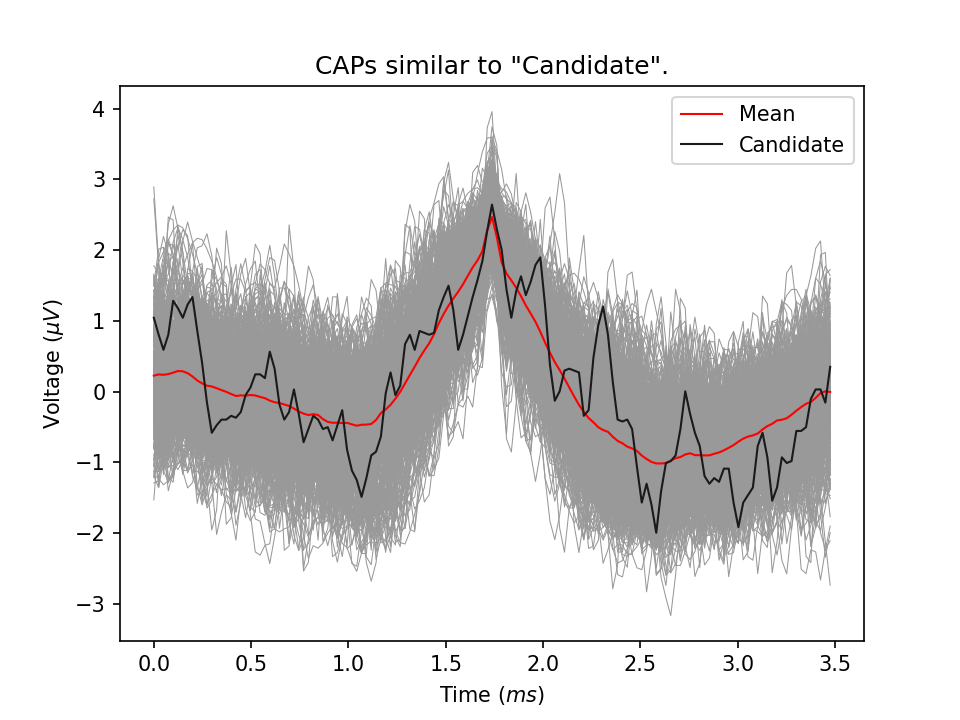 CAPs similar to "Candidate".
Mean
Candidate
4
3
2
1
0
−1
−2
−3
Voltage (μV)
0.0 0.5 1.0 1.5 2.0 2.5 3.0 3.5
Time (ms)